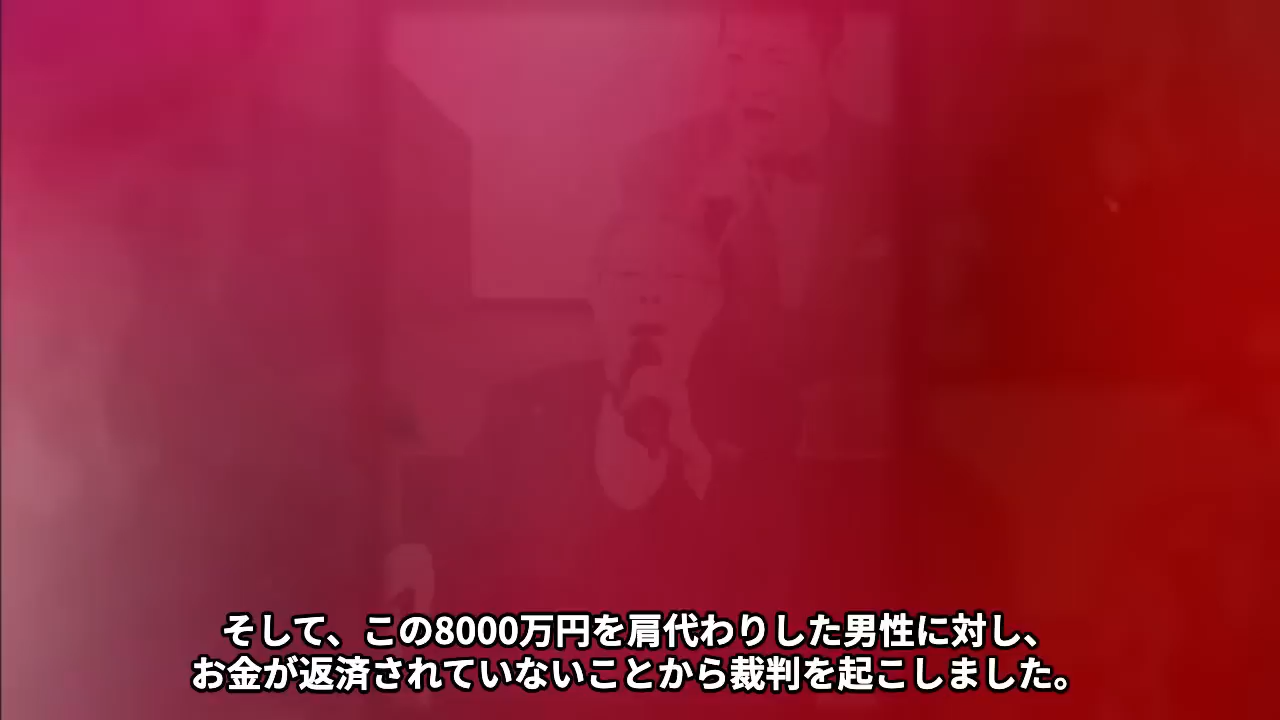 そして、この8000万円を肩代わりした男性に対し、
お金が返済されていないことから裁判を起こしました。